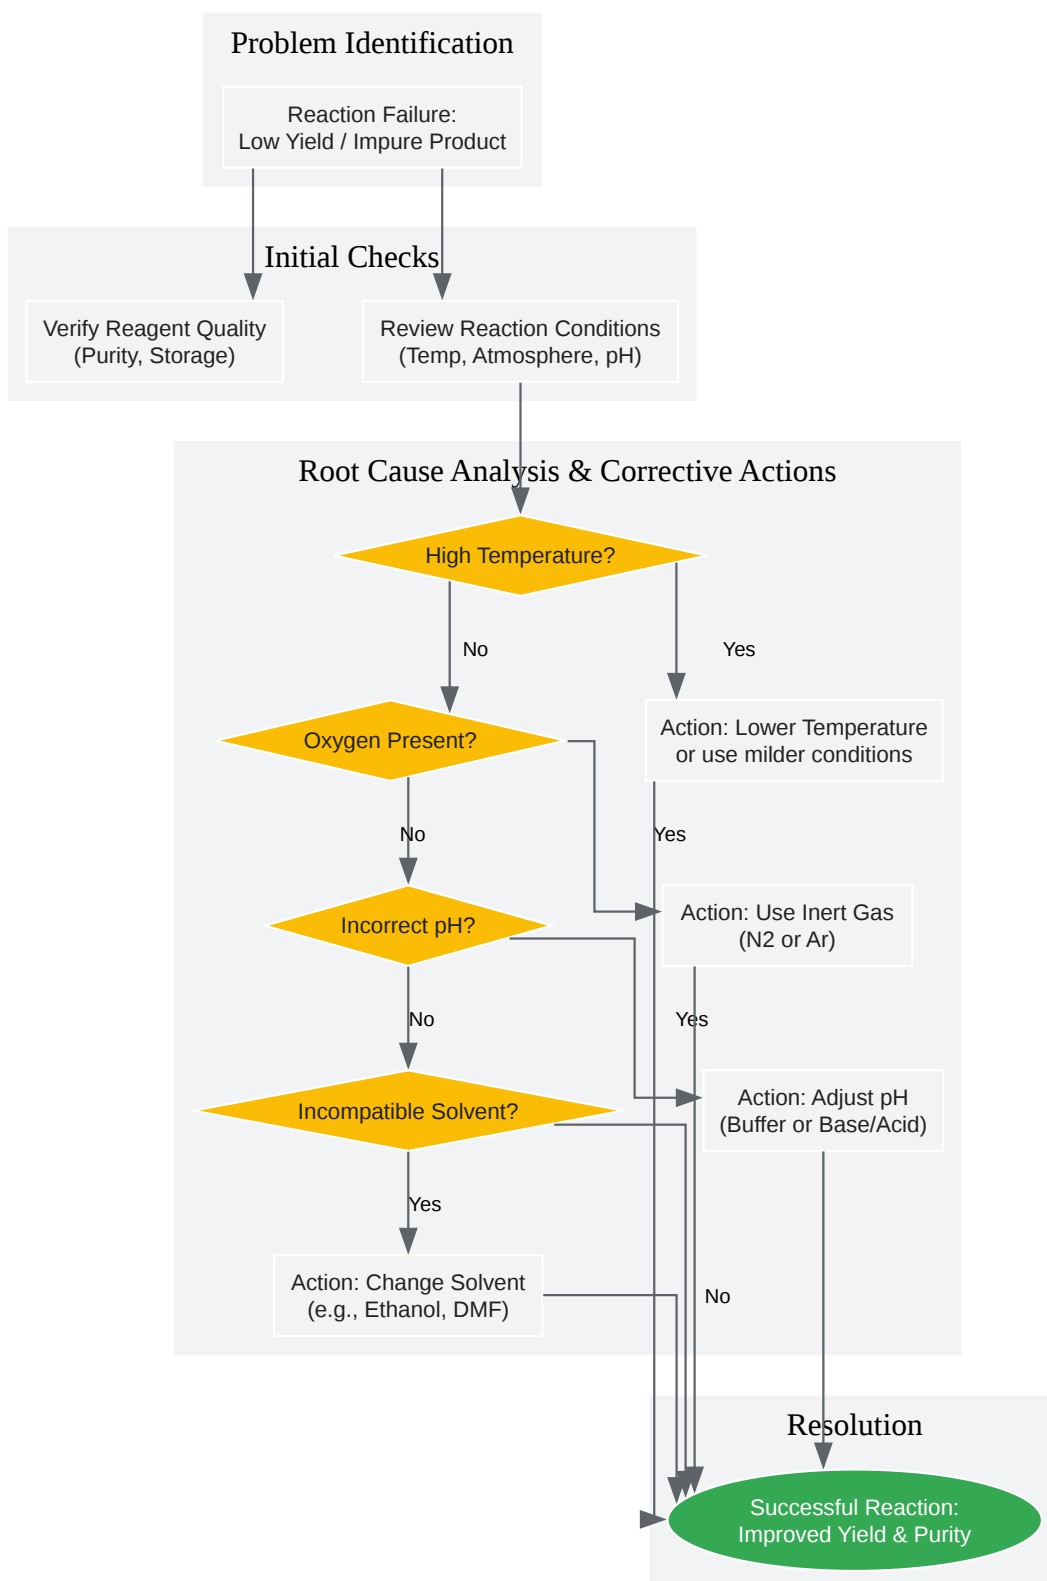 Problem Identification
Reaction Failure:
Low Yield / Impure Product
Initial Checks
Verify Reagent Quality
(Purity, Storage)
Review Reaction Conditions
(Temp, Atmosphere, pH)
Root Cause Analysis & Corrective Actions
High Temperature?
No
Yes
Oxygen Present?
Action: Lower Temperature
or use milder conditions
No
Yes
Incorrect pH?
Action: Use Inert Gas
(N2 or Ar)
No
Yes
Incompatible Solvent?
Action: Adjust pH
(Buffer or Base/Acid)
Yes
Action: Change Solvent
(e.g., Ethanol, DMF)
No
Resolution
Successful Reaction:
Improved Yield & Purity